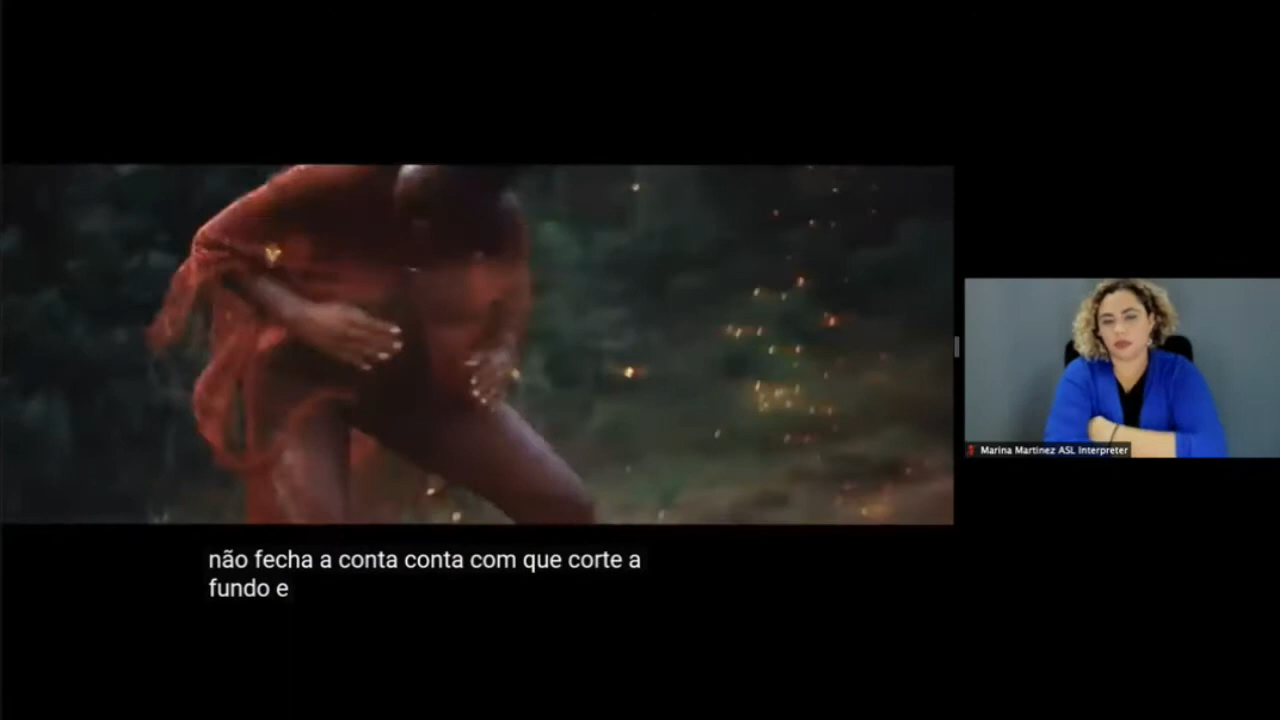 não fecha a conta conta com que corte a
fundo e
Marina Martinez ASL Interpreter